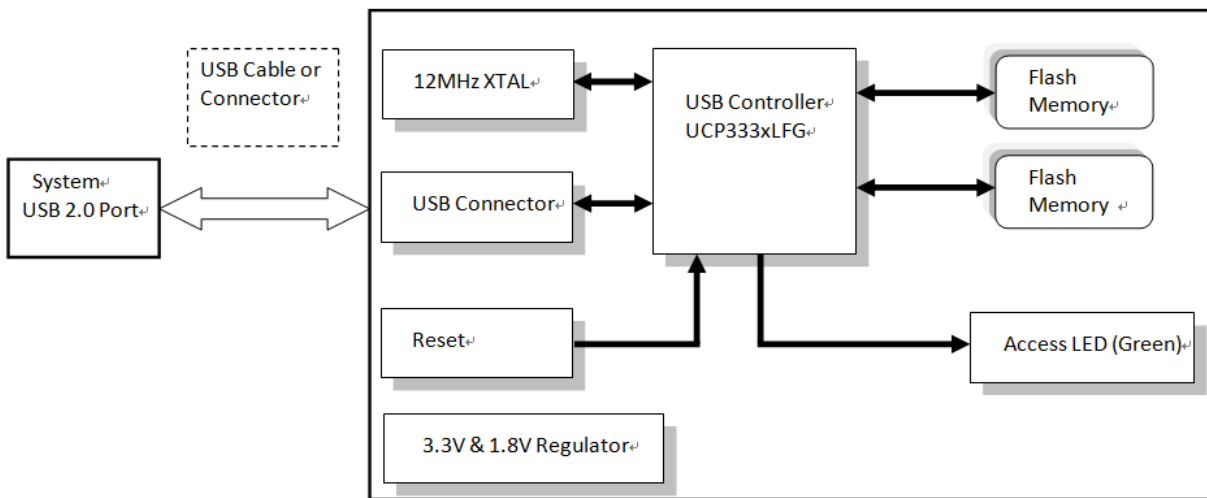 USB Cable or
Connector
System
USB 2.0 Port
12MHz XTAL
USB Connector
Reset
3.3V & 1.8V Regulator
USB Controller
UCP333xLFG
Flash
Memory
Flash
Memory
Access LED (Green)